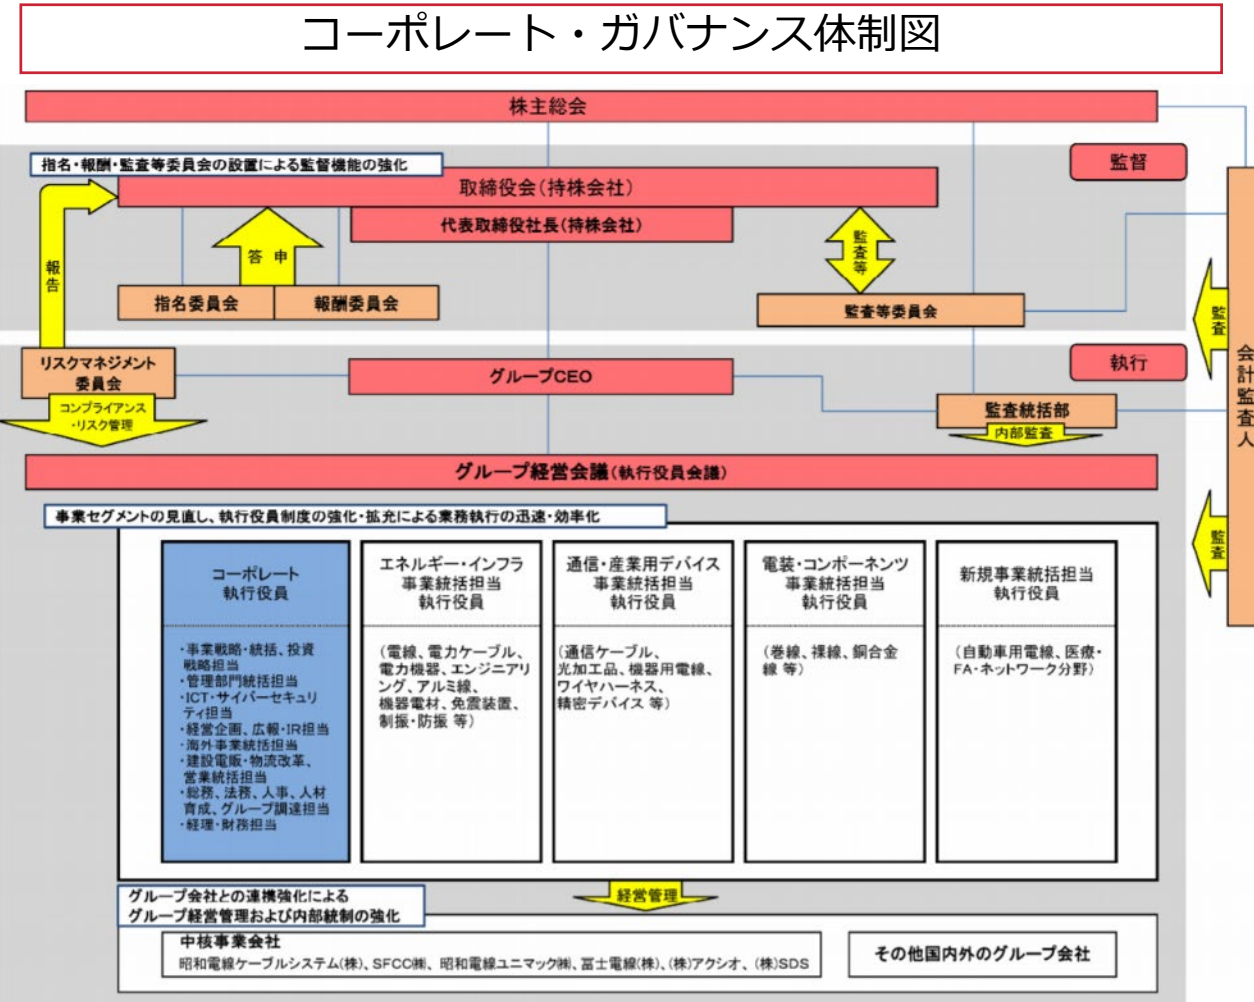 コーポレート・ガバナンス体制図
株主総会
指名・報酬・監査等委員会の設置による監督機能の強化
監督
取締役会(持株会社)
代表取締役社長(持株会社)
報告
答 申
監査等
指名委員会
報酬委員会
監査等委員会
監査
会計監査人
リスクマネジメント
委員会
グループCEO
執行
コンプライアンス
・リスク管理
監査統括部
内部監査
グループ経営会議(執行役員会議)
事業セグメントの見直し、執行役員制度の強化・拡充による業務執行の迅速・効率化
監査
コーポレート
執行役員
・事業戦略・統括、投資
戦略担当
・管理部門統括担当
・ICT・サイバーセキュリ
ティ担当
・経営企画、広報・IR担当
・海外事業統括担当
・建設電販・物流改革、
営業統括担当
・総務、法務、人事、人材
育成、グループ調達担当
・経理・財務担当
エネルギー・インフラ
事業統括担当
執行役員
(電線、電力ケーブル、
電力機器、エンジニアリ
ング、アルミ線、
機器電材、免震装置、
制振・防振 等)
通信・産業用デバイス
事業統括担当
執行役員
(通信ケーブル、
光加工品、機器用電線、
ワイヤハーネス、
精密デバイス 等)
電装・コンポーネンツ
事業統括担当
執行役員
(巻線、裸線、銅合金
線 等)
新規事業統括担当
執行役員
(自動車用電線、医療・
FA・ネットワーク分野)
経営管理
グループ会社との連携強化による
グループ経営管理および内部統制の強化
中核事業会社
昭和電線ケーブルシステム(株)、SFCC㈱、昭和電線ユニマック㈱、冨士電線(株)、(株)アクシオ、(株)SDS
その他国内外のグループ会社